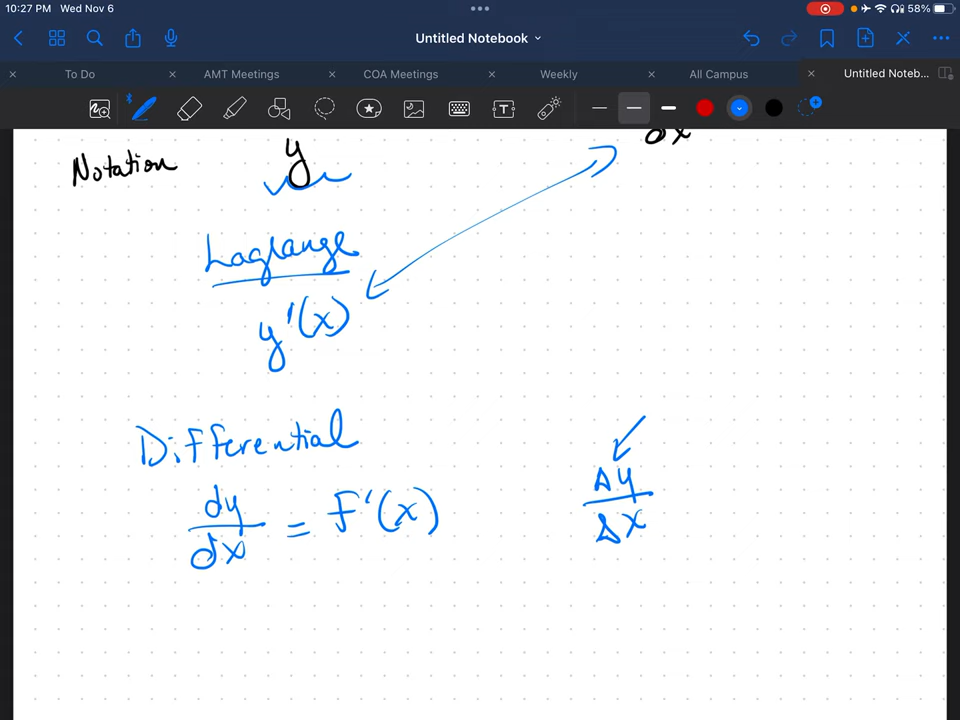 10:27 PM Wed Nov 6
58%
Untitled Notebook
To Do
AMT Meetings
COA Meetings
Weekly
All Campus
Untitled Noteb...
Notation
y
Lagrange
y'(x)
Differential
dy/dx = F'(x)
Δy/Δx